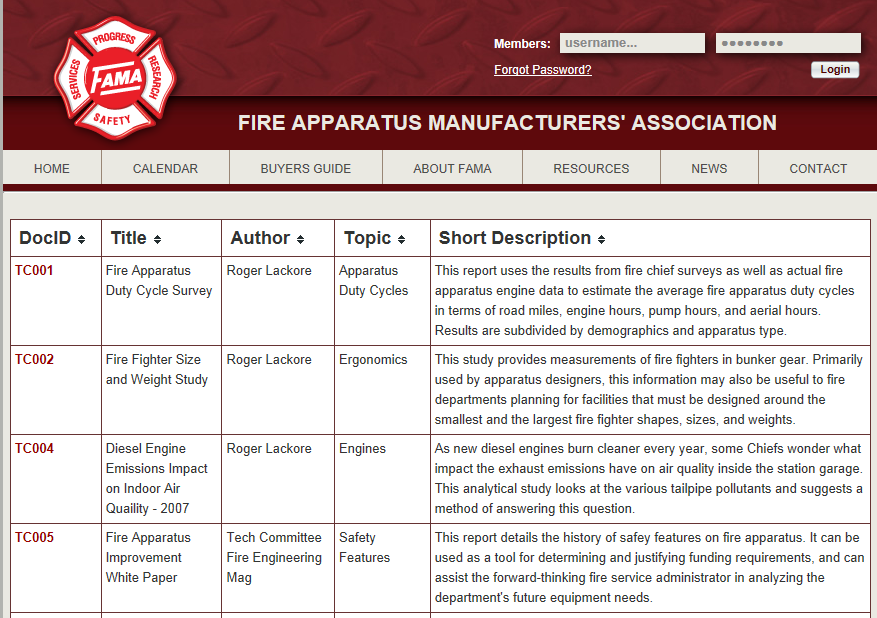 PROGRESS
SERVICES
RESEARCH
FAMA
SAFETY
Members:
username...
Forgot Password?
Login
FIRE APPARATUS MANUFACTURERS' ASSOCIATION
HOME
CALENDAR
BUYERS GUIDE
ABOUT FAMA
RESOURCES
NEWS
CONTACT
DocID
Title
Author
Topic
Short Description
TC001
Fire Apparatus
Duty Cycle Survey
Roger Lackore
Apparatus
Duty Cycles
This report uses the results from fire chief surveys as well as actual fire
apparatus engine data to estimate the average fire apparatus duty cycles
in terms of road miles, engine hours, pump hours, and aerial hours.
Results are subdivided by demographics and apparatus type.
TC002
Fire Fighter Size
and Weight Study
Roger Lackore
Ergonomics
This study provides measurements of fire fighters in bunker gear. Primarily
used by apparatus designers, this information may also be useful to fire
departments planning for facilities that must be designed around the
smallest and the largest fire fighter shapes, sizes, and weights.
TC004
Diesel Engine
Emissions Impact
on Indoor Air
Quaility - 2007
Roger Lackore
Engines
As new diesel engines burn cleaner every year, some Chiefs wonder what
impact the exhaust emissions have on air quality inside the station garage.
This analytical study looks at the various tailpipe pollutants and suggests a
method of answering this question.
TC005
Fire Apparatus
Improvement
White Paper
Tech Committee
Fire Engineering
Mag
Safety
Features
This report details the history of safey features on fire apparatus. It can be
used as a tool for determining and justifying funding requirements, and can
assist the forward-thinking fire service administrator in analyzing the
department's future equipment needs.